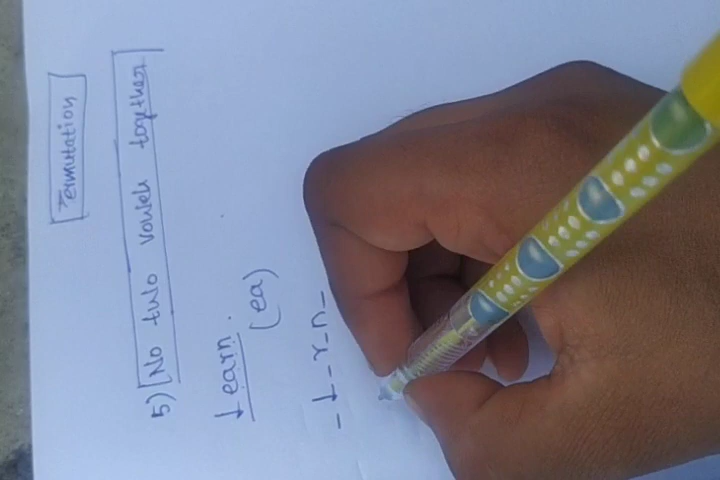 Permutation
5) No two vowels together
Learn.
(ea)
_ L _ r _ n _